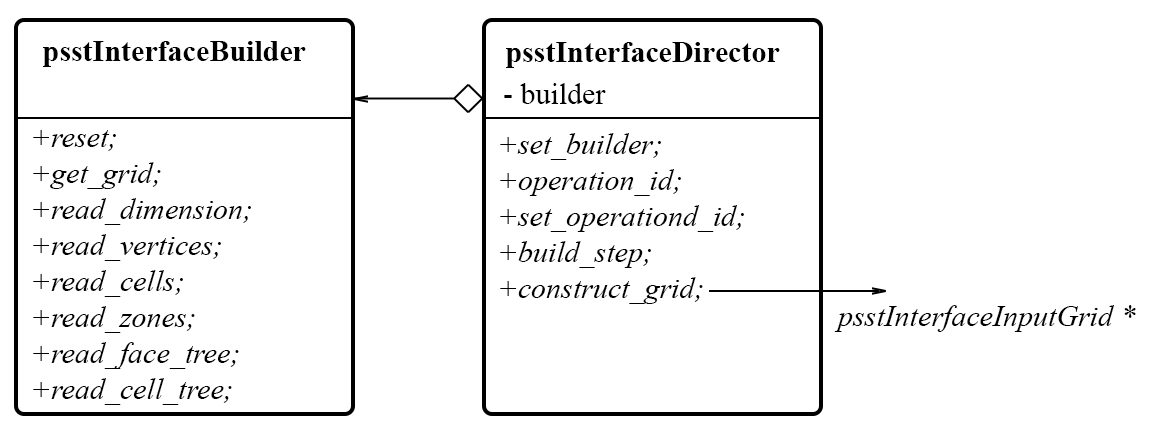 psstInterfaceBuilder
+reset;
+get_grid;
+read_dimension;
+read_vertices;
+read_cells;
+read_zones;
+read_face_tree;
+read_cell_tree;
psstInterfaceDirector
- builder
+set_builder;
+operation_id;
+set_operationd_id;
+build_step;
+construct_grid;
psstInterfaceInputGrid *